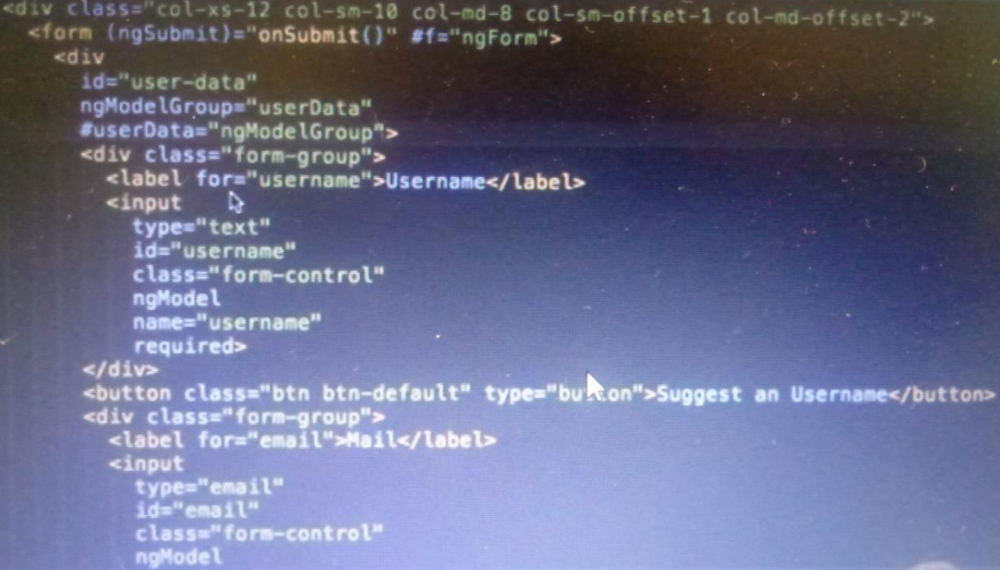 <div class="col-xs-12 col-sm-10 col-md-8 col-sm-offset-1 col-md-offset-2">
<form (ngSubmit)="onSubmit()" #f="ngForm">
<div
id="user-data"
ngModelGroup="userData"
#userData="ngModelGroup">
<div class="form-group">
<label for="username">Username</label>
<input
type="text"
id="username"
class="form-control"
ngModel
name="username"
required>
</div>
<button class="btn btn-default" type="button">Suggest an Username</button>
<div class="form-group">
<label for="email">Mail</label>
<input
type="email"
id="email"
class="form-control"
ngModel